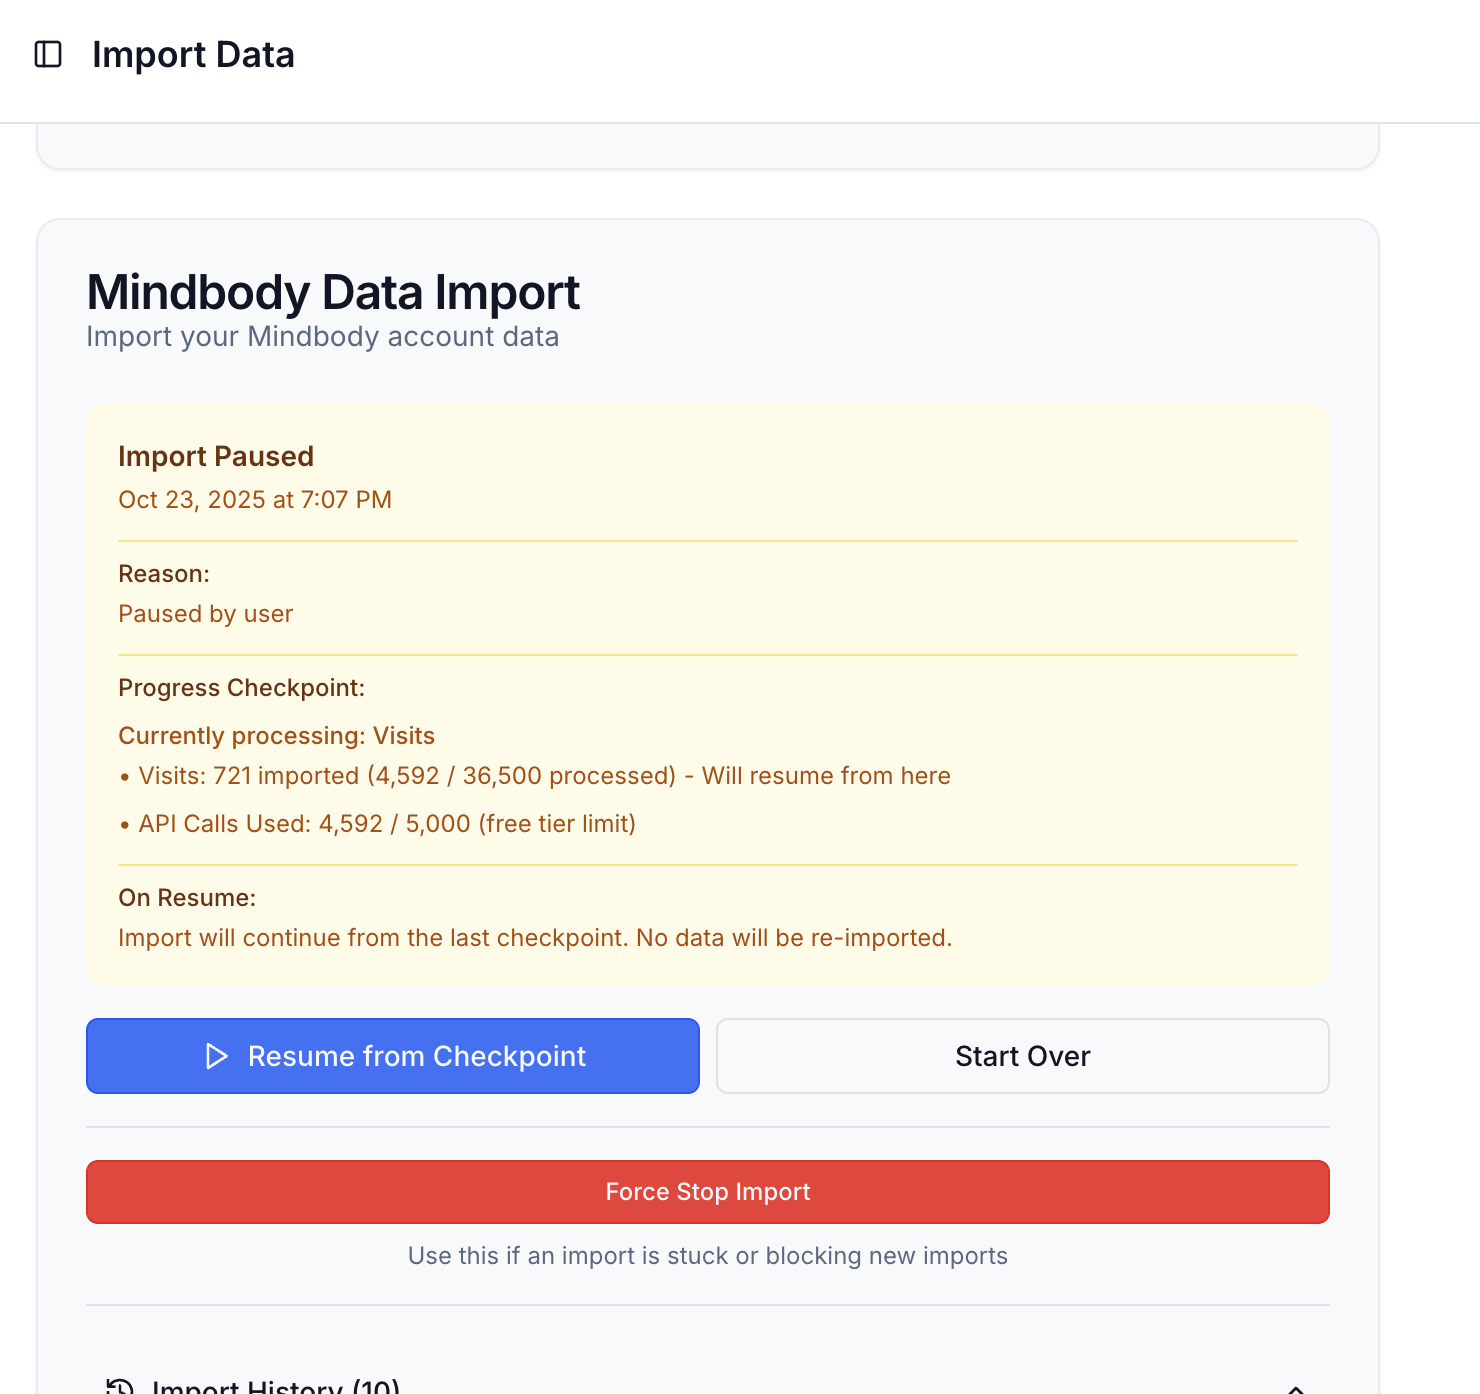 Import Data
Mindbody Data Import
Import your Mindbody account data
Import Paused
Oct 23, 2025 at 7:07 PM
Reason:
Paused by user
Progress Checkpoint:
Currently processing: Visits
• Visits: 721 imported (4,592 / 36,500 processed) - Will resume from here
• API Calls Used: 4,592 / 5,000 (free tier limit)
On Resume:
Import will continue from the last checkpoint. No data will be re-imported.
Resume from Checkpoint
Start Over
Force Stop Import
Use this if an import is stuck or blocking new imports
Import History (10)